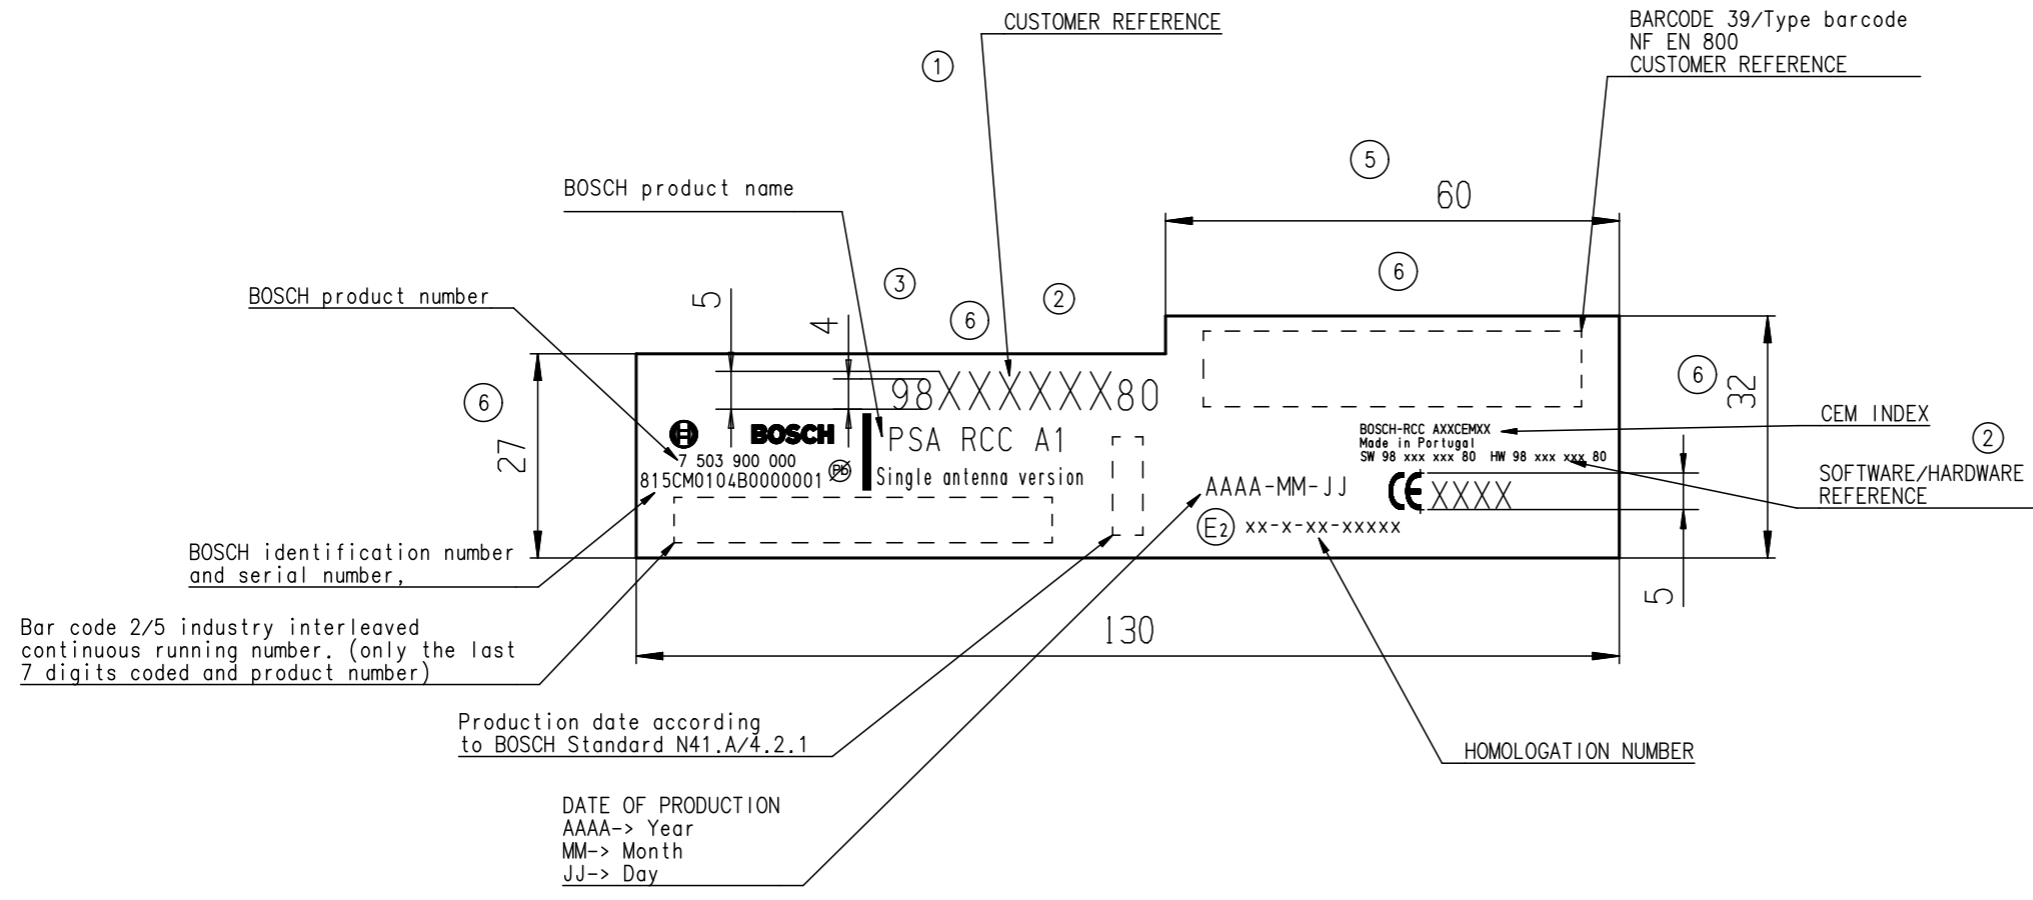 CUSTOMER REFERENCE
1
BARCODE 39/Type barcode
NF EN 800
CUSTOMER REFERENCE
5
60
BOSCH product name
6
3
2
6
BOSCH product number
5
4
6
27
98XXXXXX80
6
32
BOSCH
PSA RCC A1
7 503 900 000
815CM0104B0000001
Pb
Single antenna version
BOSCH-RCC AXXCEMXX
Made in Portugal
SW 98 xxx xxx 80 HW 98 xxx xxx 80
CEM INDEX
2
SOFTWARE/HARDWARE
REFERENCE
AAAA-MM-JJ
CE XXXX
E2 xx-x-xx-xxxxx
5
BOSCH identification number
and serial number,
Bar code 2/5 industry interleaved
continuous running number. (only the last
7 digits coded and product number)
130
Production date according
to BOSCH Standard N41.A/4.2.1
HOMOLOGATION NUMBER
DATE OF PRODUCTION
AAAA-> Year
MM-> Month
JJ-> Day